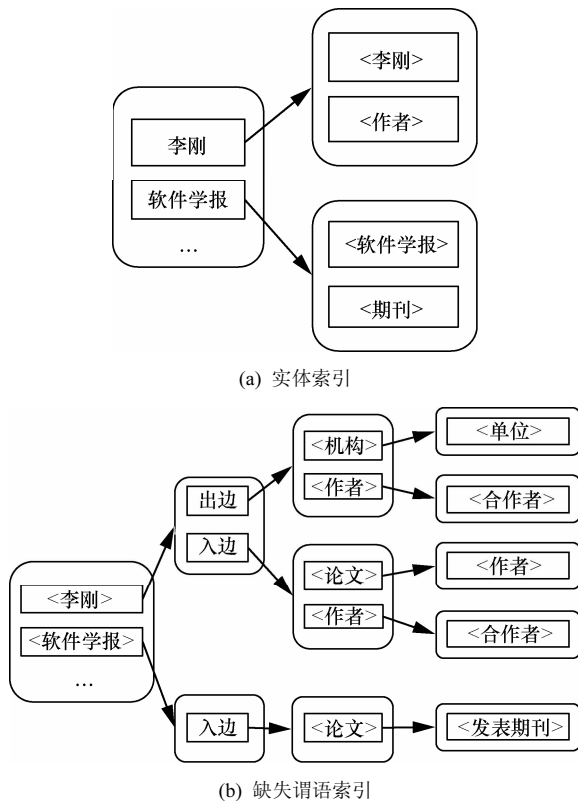 李刚
软件学报
…
<李刚>
<作者>
<软件学报>
<期刊>
(a) 实体索引
<李刚>
<软件学报>
…
出边
入边
<机构>
<作者>
<单位>
<合作者>
<论文>
<作者>
<作者>
<合作者>
入边
<论文>
<发表期刊>
(b) 缺失谓语索引